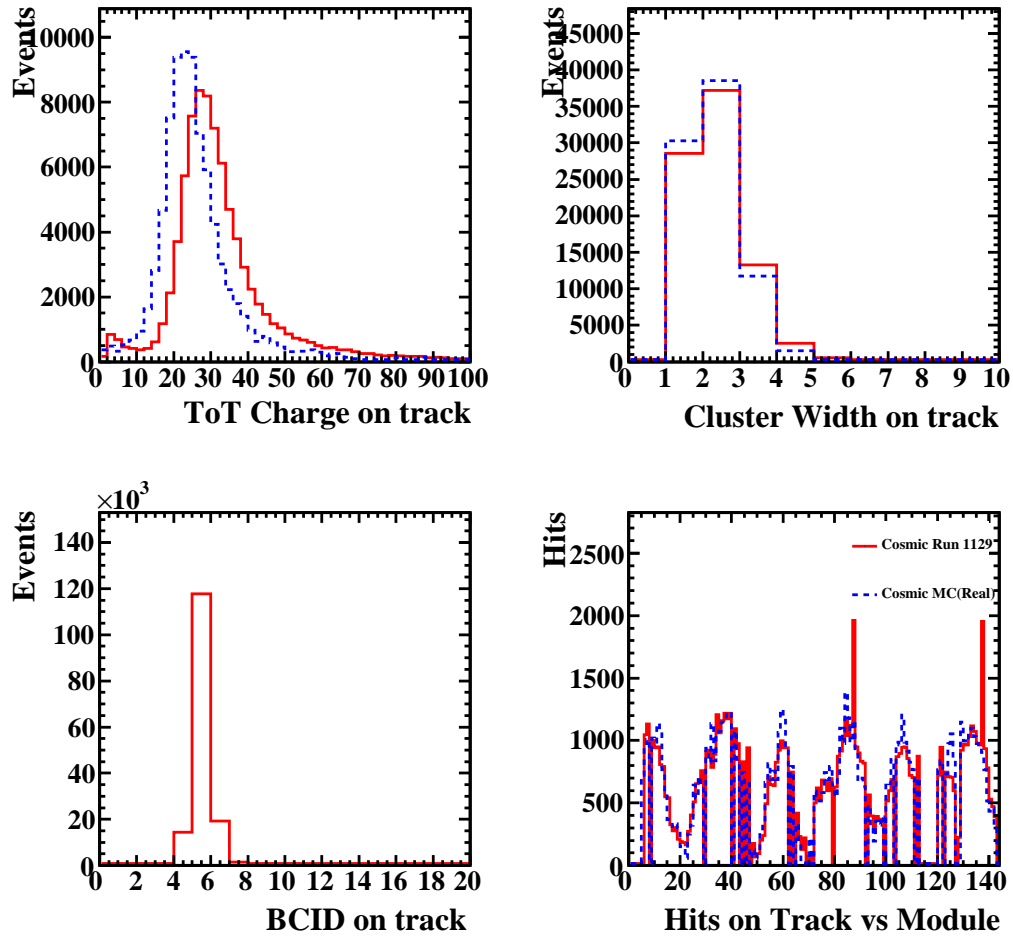 Events
10000
8000
6000
4000
2000
0
0 10 20 30 40 50 60 70 80 90 100
ToT Charge on track
Events
45000
40000
35000
30000
25000
20000
15000
10000
5000
0
0 1 2 3 4 5 6 7 8 9 10
Cluster Width on track
×10³
Events
140
120
100
80
60
40
20
0
0 2 4 6 8 10 12 14 16 18 20
BCID on track
Hits
2500
2000
1500
1000
500
0
Cosmic Run 1129
Cosmic MC(Real)
0 20 40 60 80 100 120 140
Hits on Track vs Module